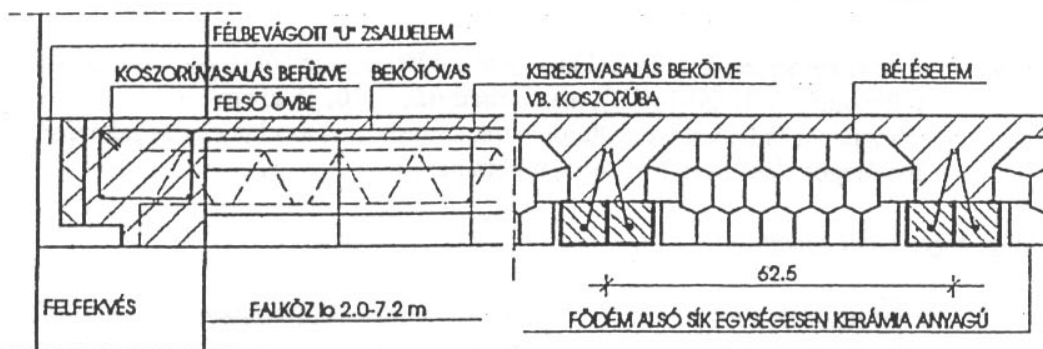 FÉLBEVÁGOTT "U" ZSALUELEM
KOSZORÚVASALÁS BEFŰZVE
FELSŐ ÖVBE
BEKÖTŐVAS
KERESZTVASALÁS BEKÖTVE
VB. KOSZORÚBA
BÉLÉSELEM
62.5
FELFEKVÉS
FALKÖZ lo 2.0-7.2 m
FÖDÉM ALSÓ SÍK EGYSÉGESEN KERÁMIA ANYAGÚ